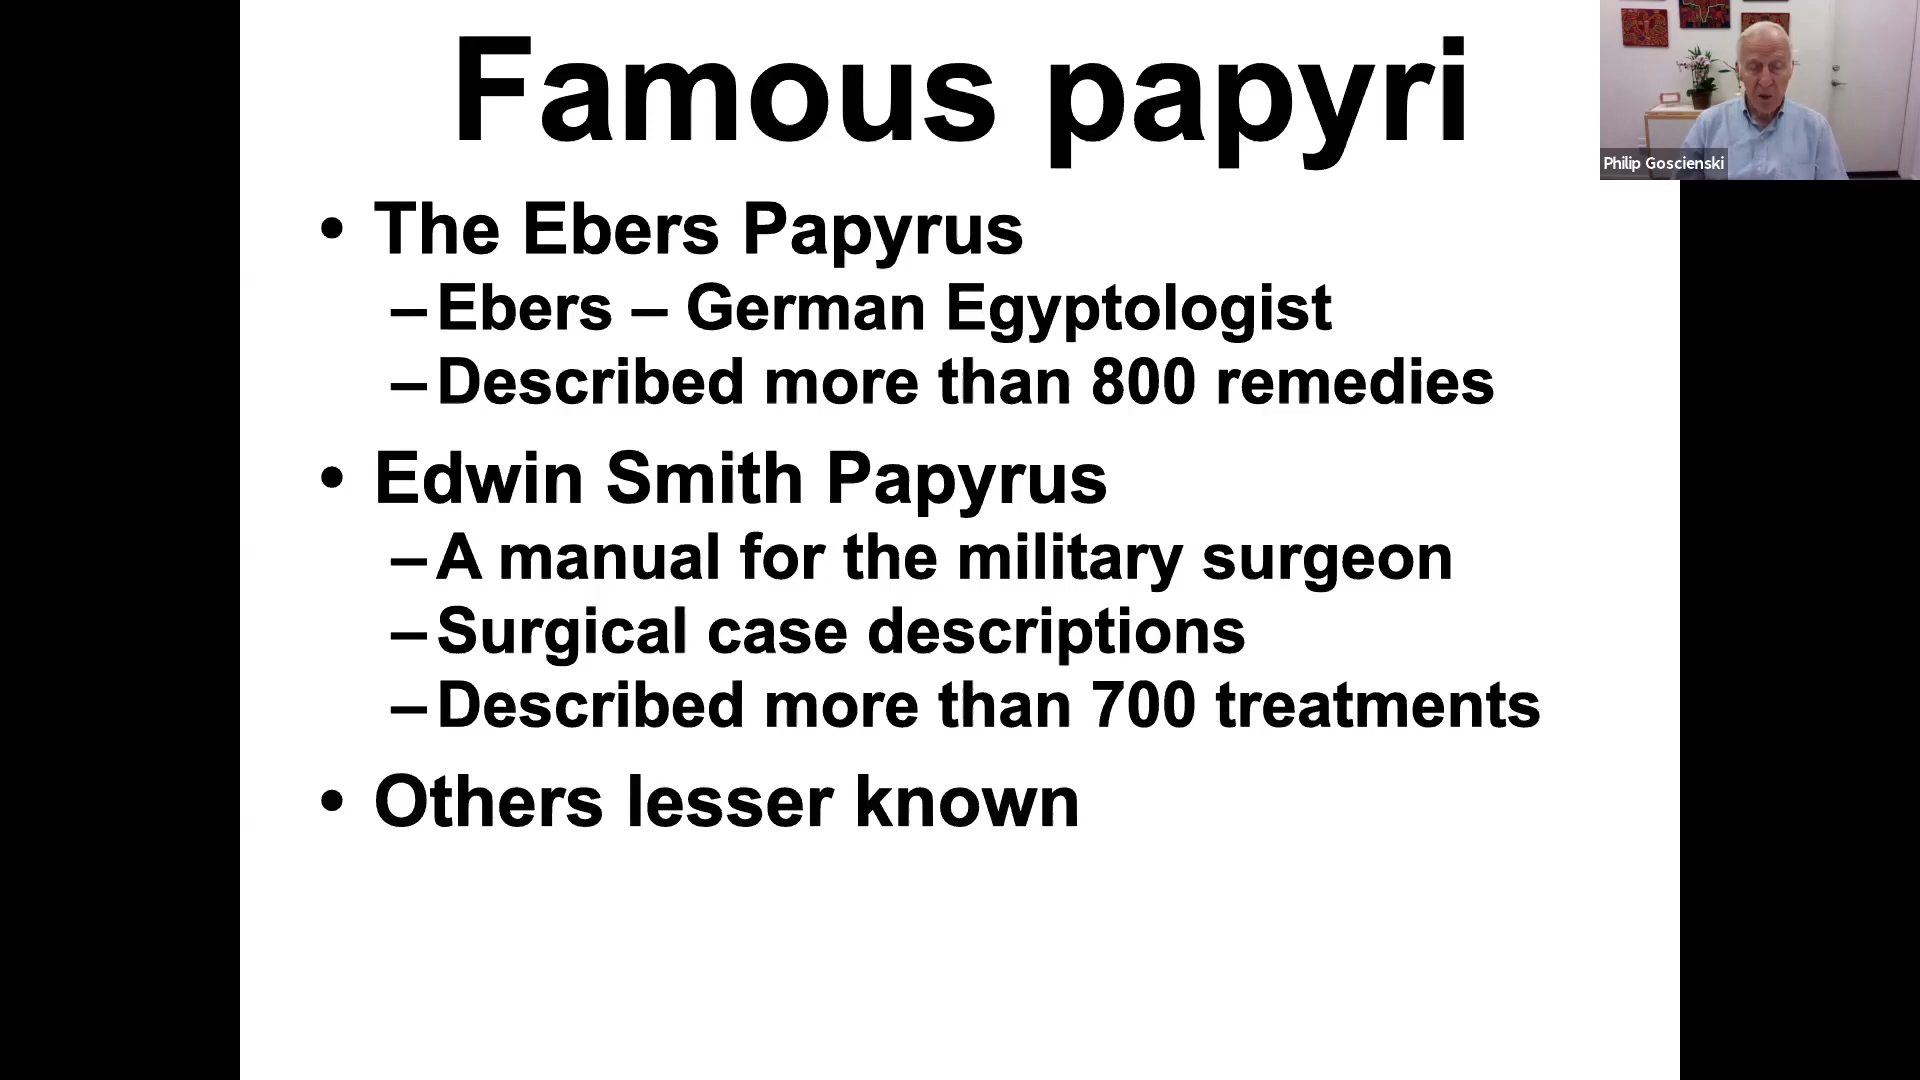 Famous papyri
Philip Goscienski
• The Ebers Papyrus
– Ebers – German Egyptologist
– Described more than 800 remedies
• Edwin Smith Papyrus
– A manual for the military surgeon
– Surgical case descriptions
– Described more than 700 treatments
• Others lesser known